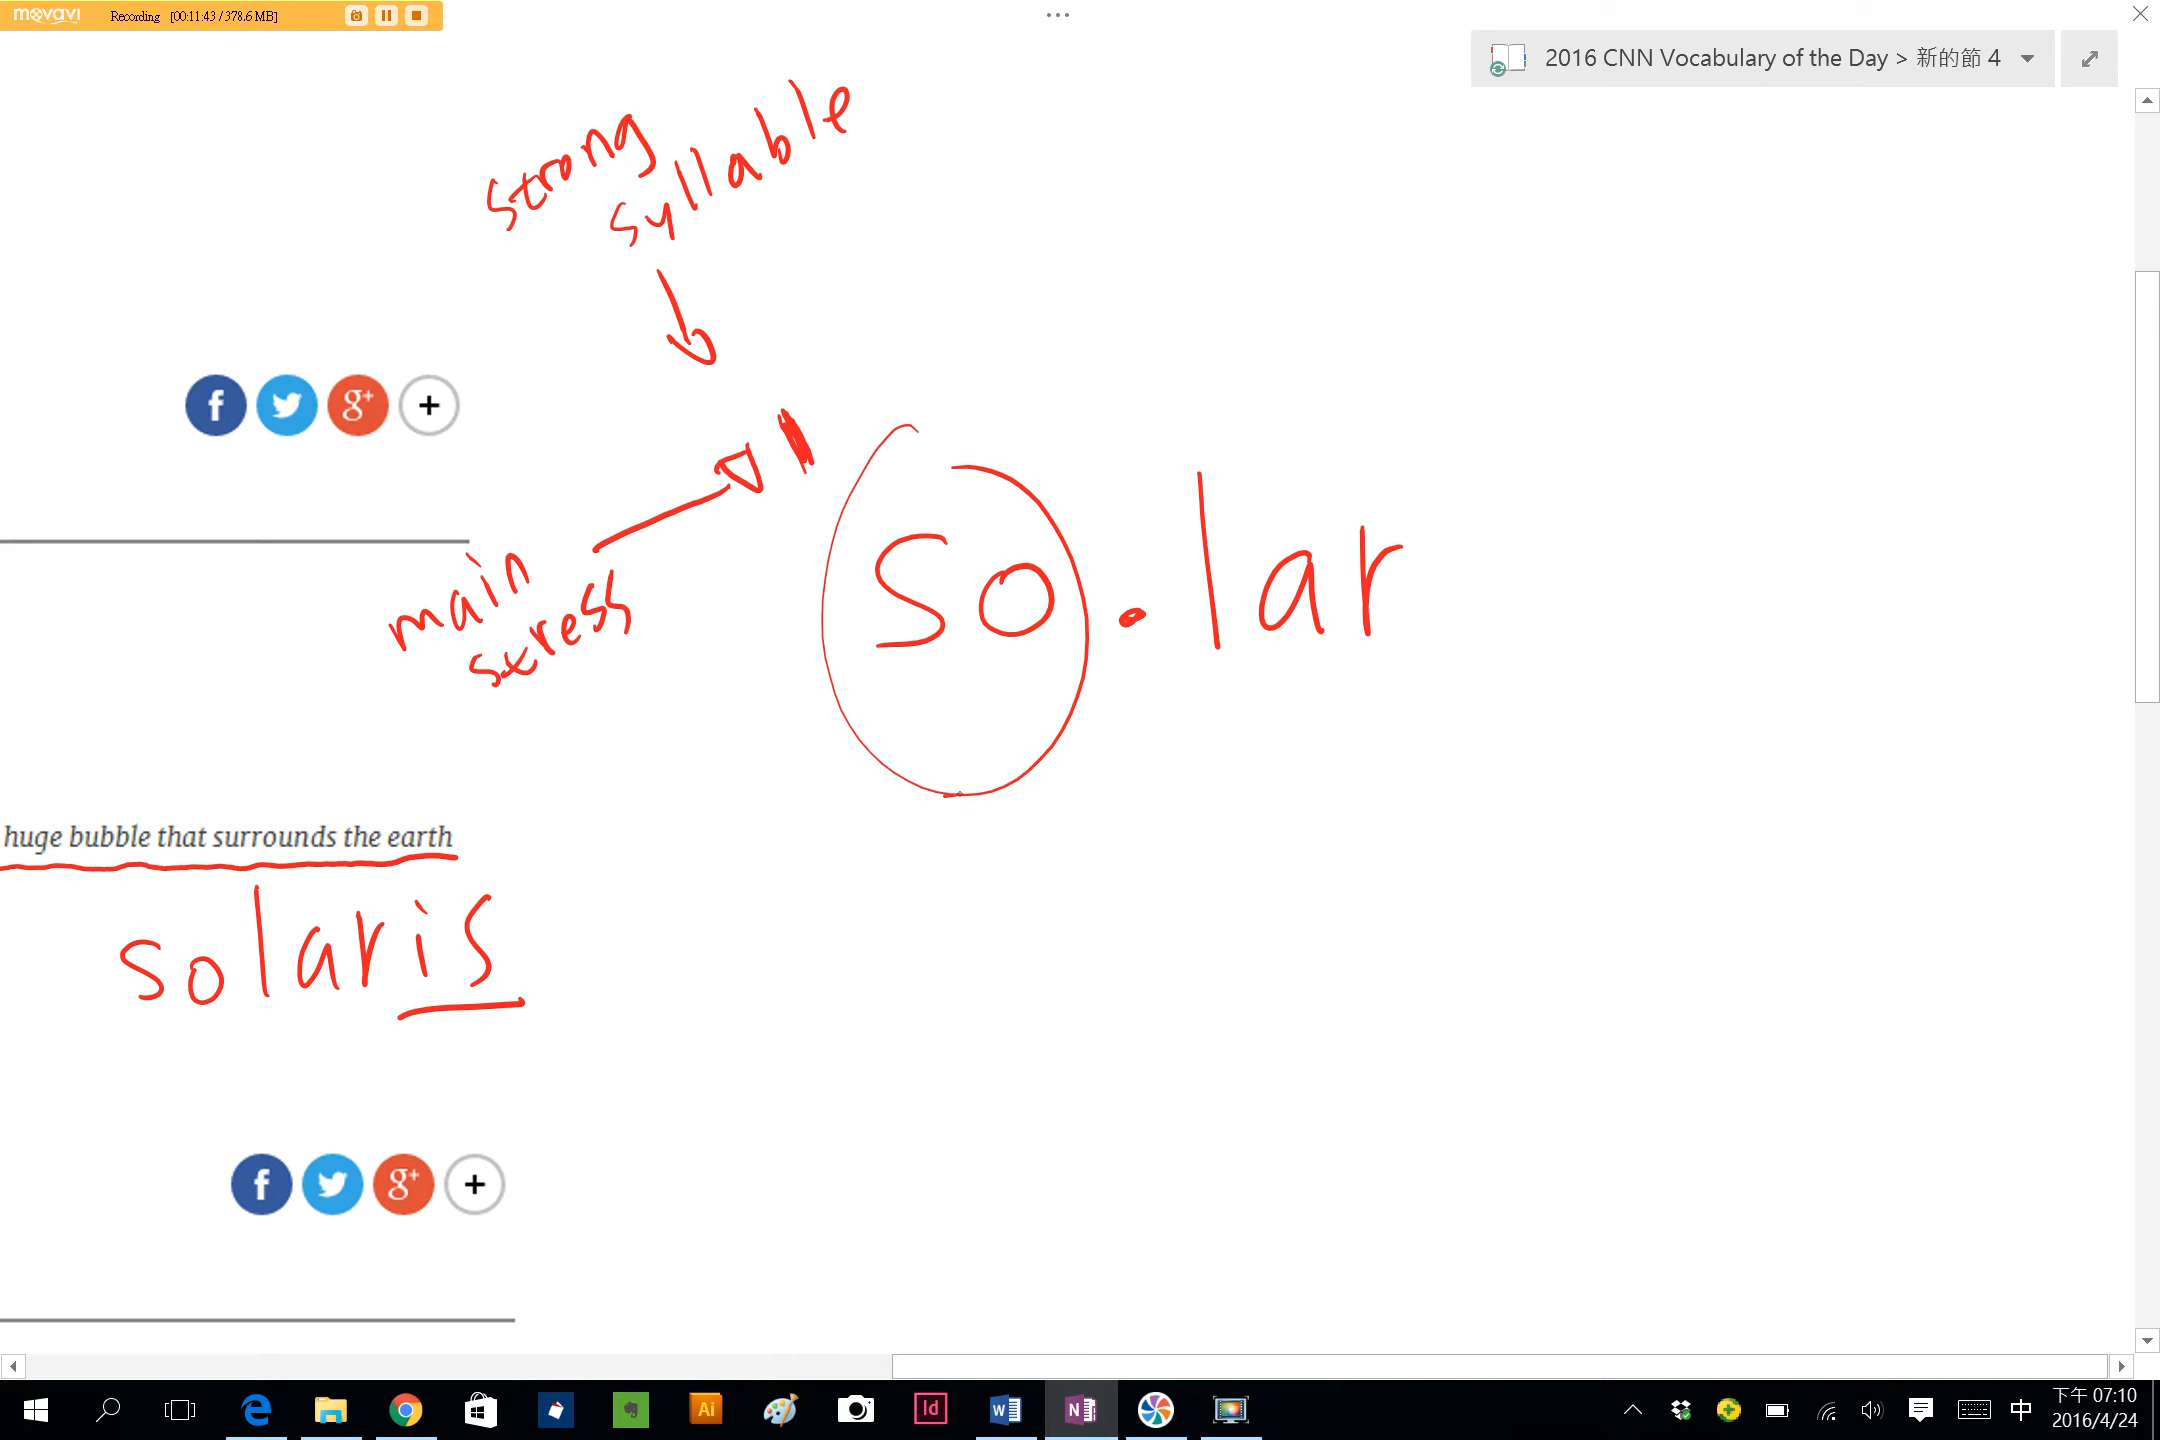 movavi Recording [00:11:43 / 378.6 MB]
2016 CNN Vocabulary of the Day > 新的節 4
strong
syllable
f g+ +
main
stress
So.lar
huge bubble that surrounds the earth
solaris
f g+ +
Ai Id W N 中 下午 07:10
2016/4/24